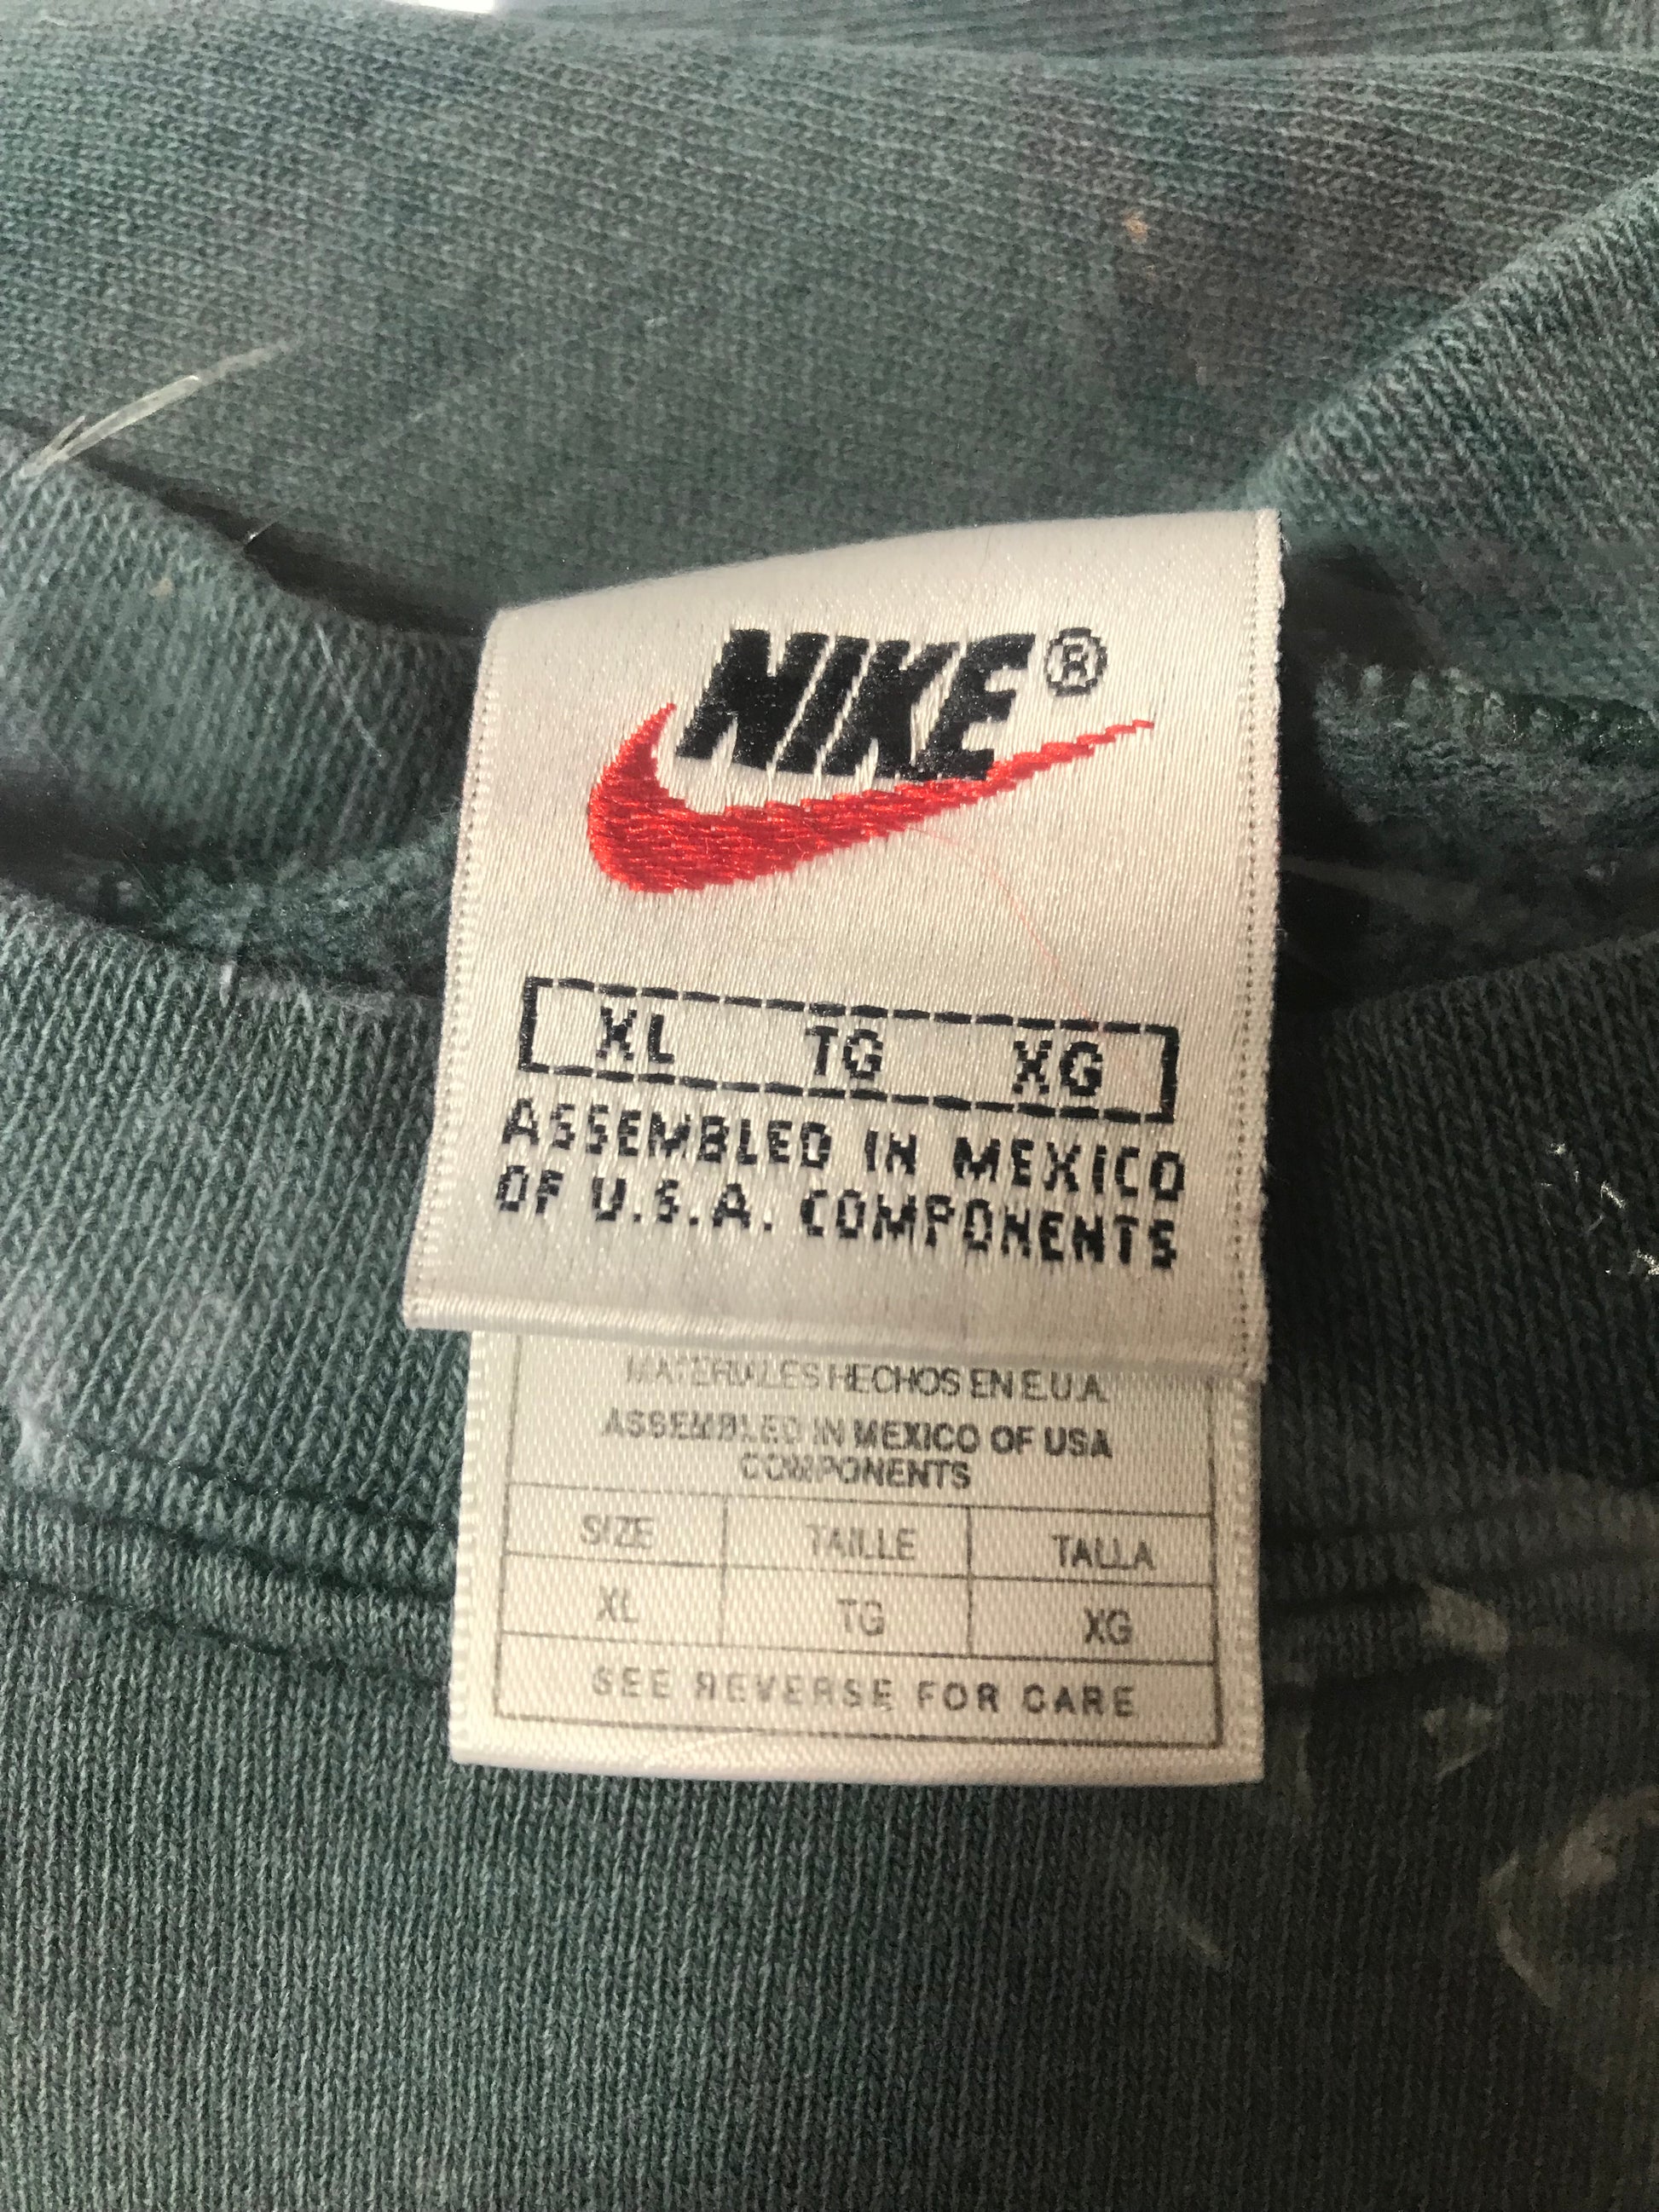 NIKE®
XL TG XG
ASSEMBLED IN MEXICO
OF U.S.A. COMPONENTS
MATERIALES HECHOS EN E.U.A.
ASSEMBLED IN MEXICO OF USA
COMPONENTS
SIZE TAILLE TALLA
XL TG XG
SEE REVERSE FOR CARE